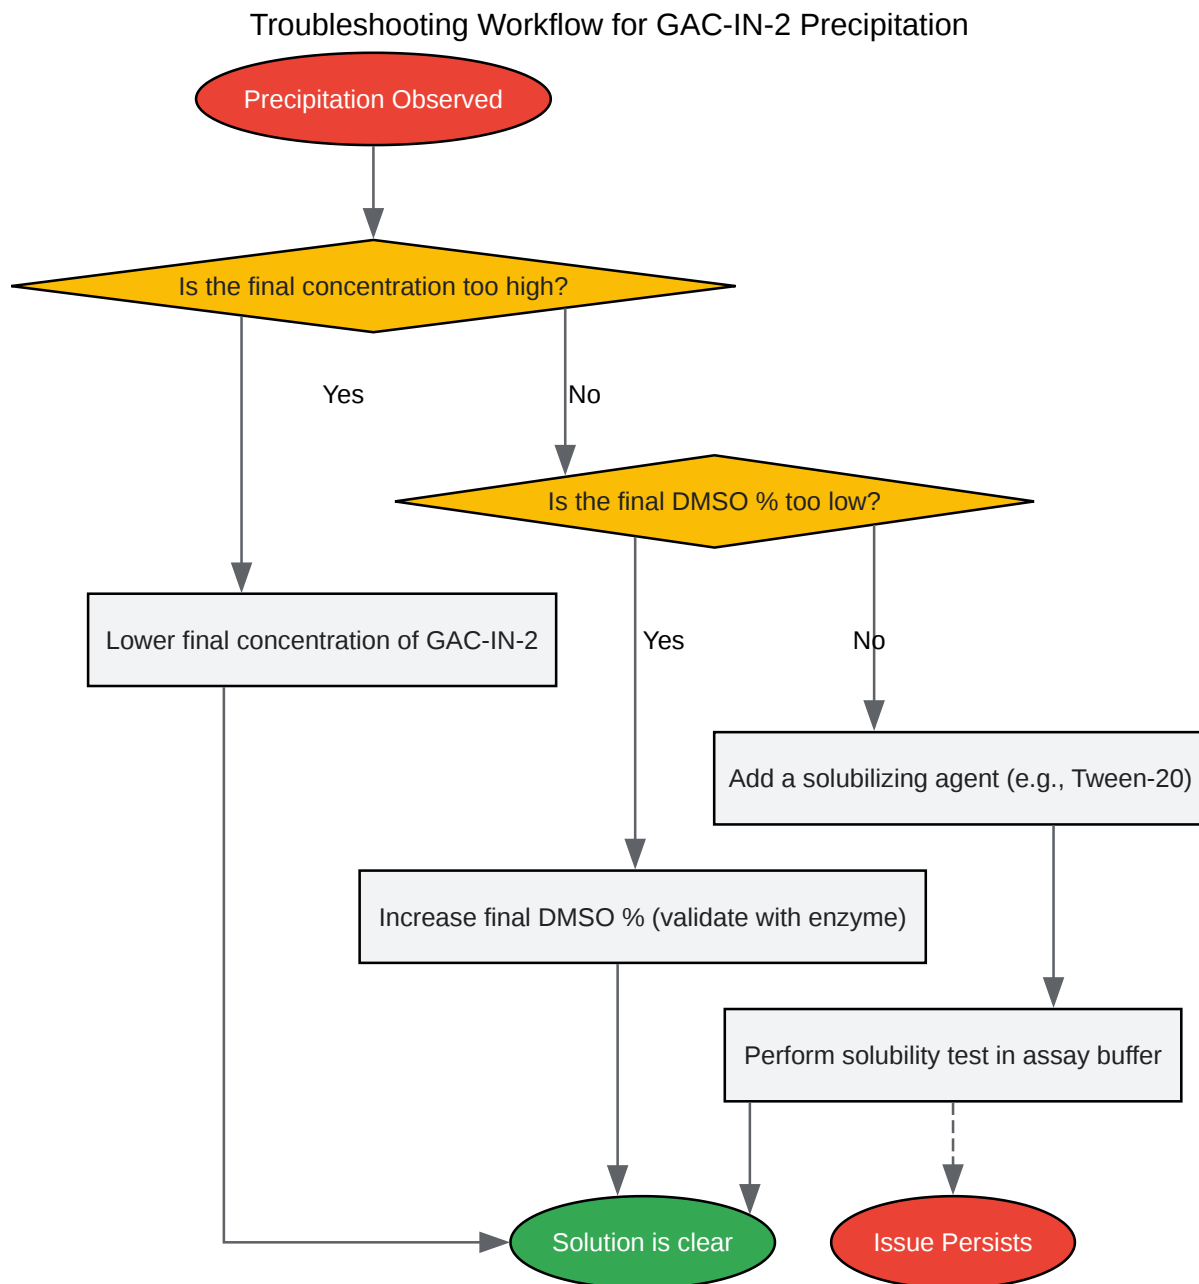 Troubleshooting Workflow for GAC-IN-2 Precipitation
Precipitation Observed
Is the final concentration too high?
Yes
No
Is the final DMSO % too low?
Lower final concentration of GAC-IN-2
Yes
No
Add a solubilizing agent (e.g., Tween-20)
Increase final DMSO % (validate with enzyme)
Perform solubility test in assay buffer
Solution is clear
Issue Persists